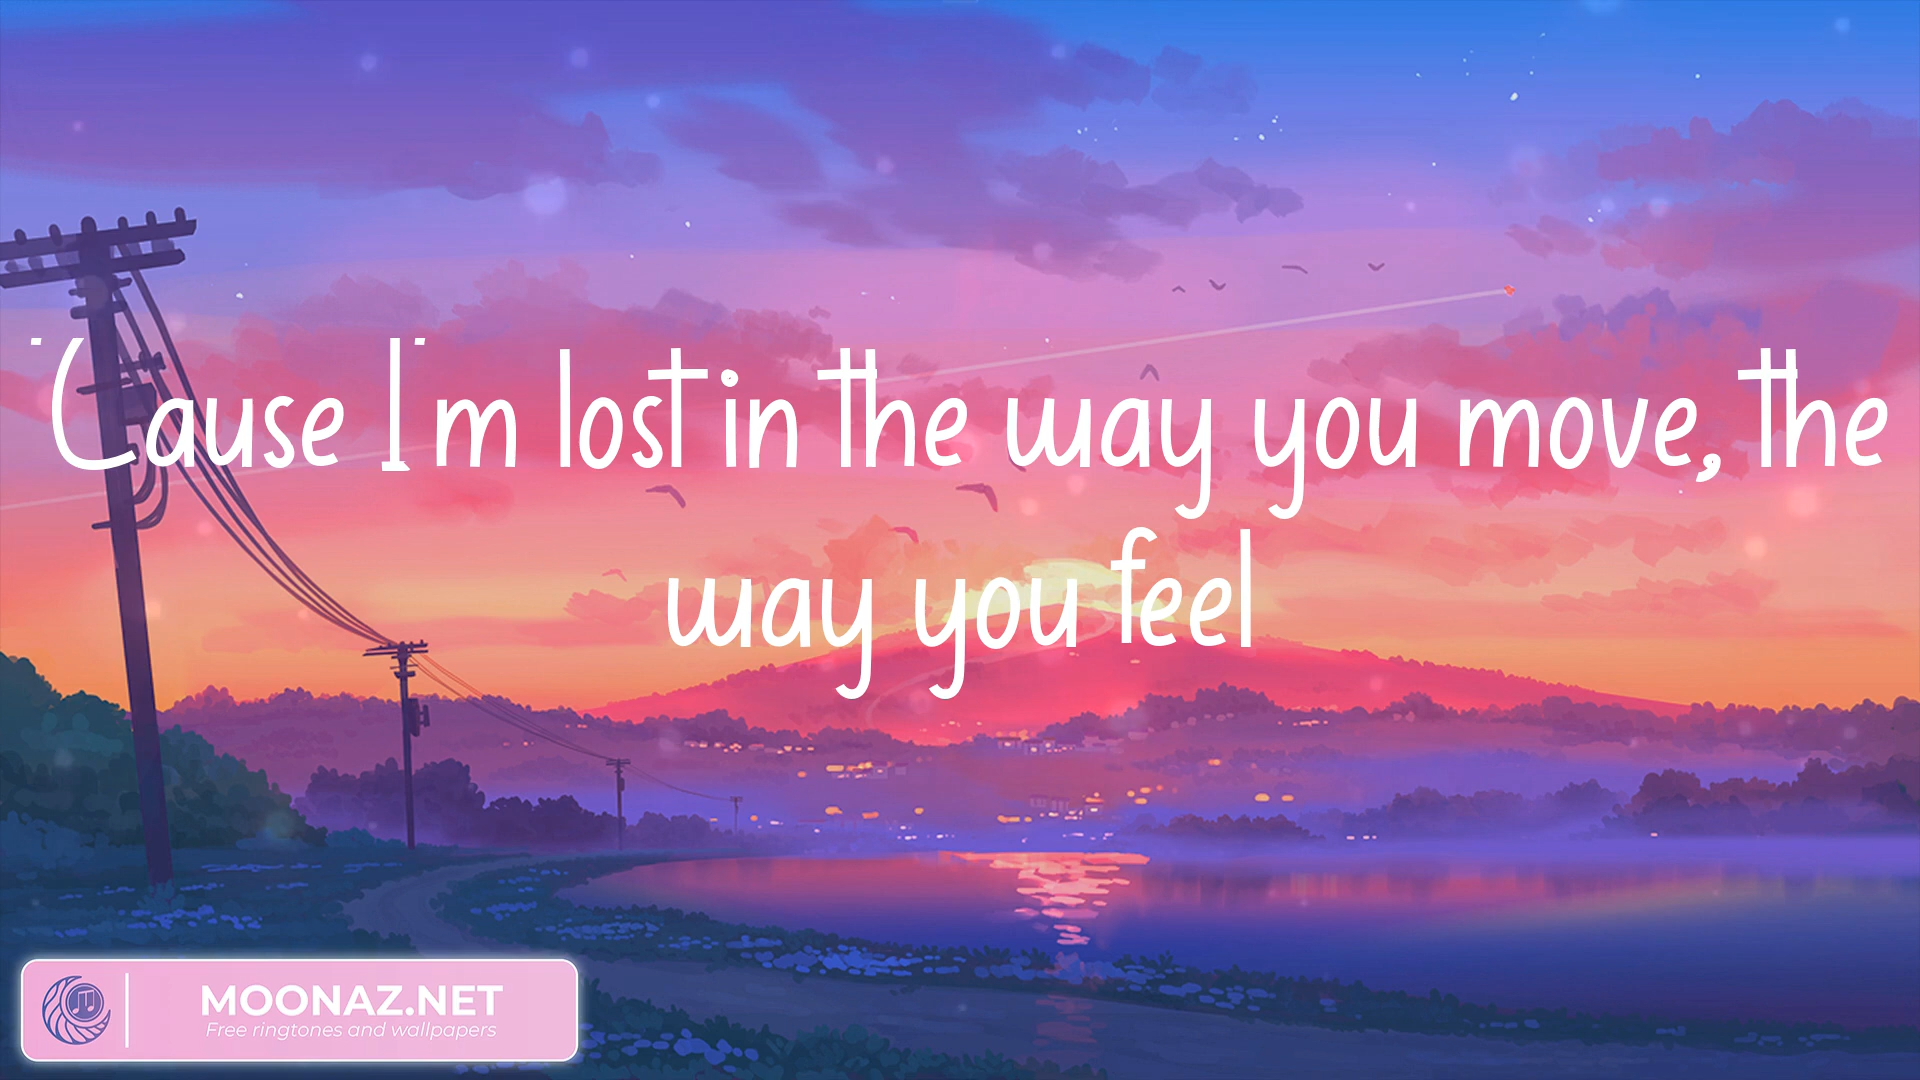 'Cause I'm lost in the way you move, the
way you feel
MOONAZ.NET
Free ringtones and wallpapers